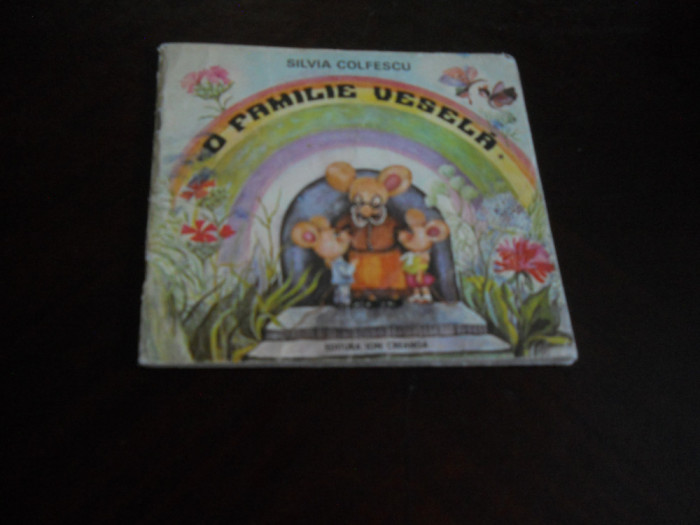 SILVIA COLFESCU
O FAMILIE VESELĂ
EDITURA ION CREANGĂ